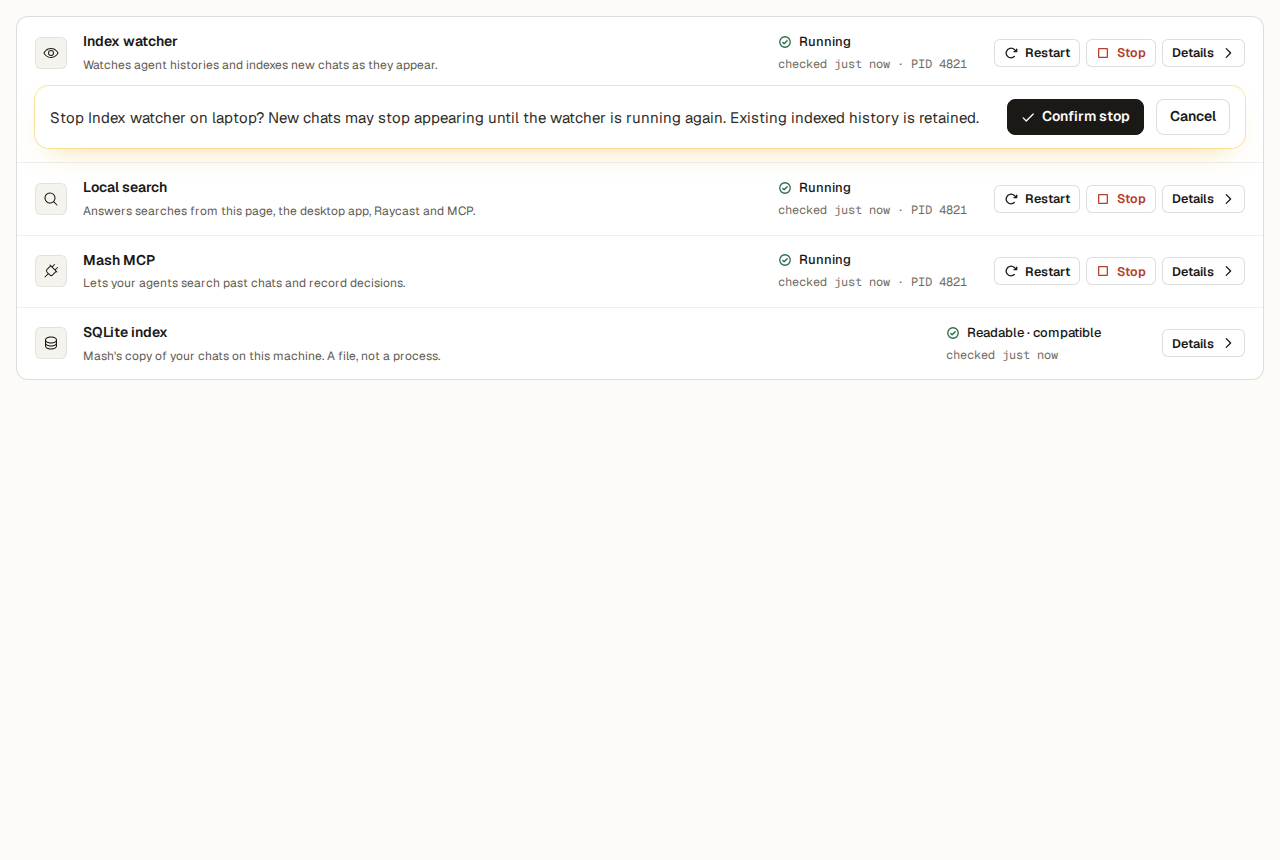 Index watcher
Running
Restart
Stop
Details
Watches agent histories and indexes new chats as they appear.
checked just now · PID 4821
Stop Index watcher on laptop? New chats may stop appearing until the watcher is running again. Existing indexed history is retained.
Confirm stop
Cancel
Local search
Running
Restart
Stop
Details
Answers searches from this page, the desktop app, Raycast and MCP.
checked just now · PID 4821
Mash MCP
Running
Restart
Stop
Details
Lets your agents search past chats and record decisions.
checked just now · PID 4821
SQLite index
Readable · compatible
Details
Mash's copy of your chats on this machine. A file, not a process.
checked just now